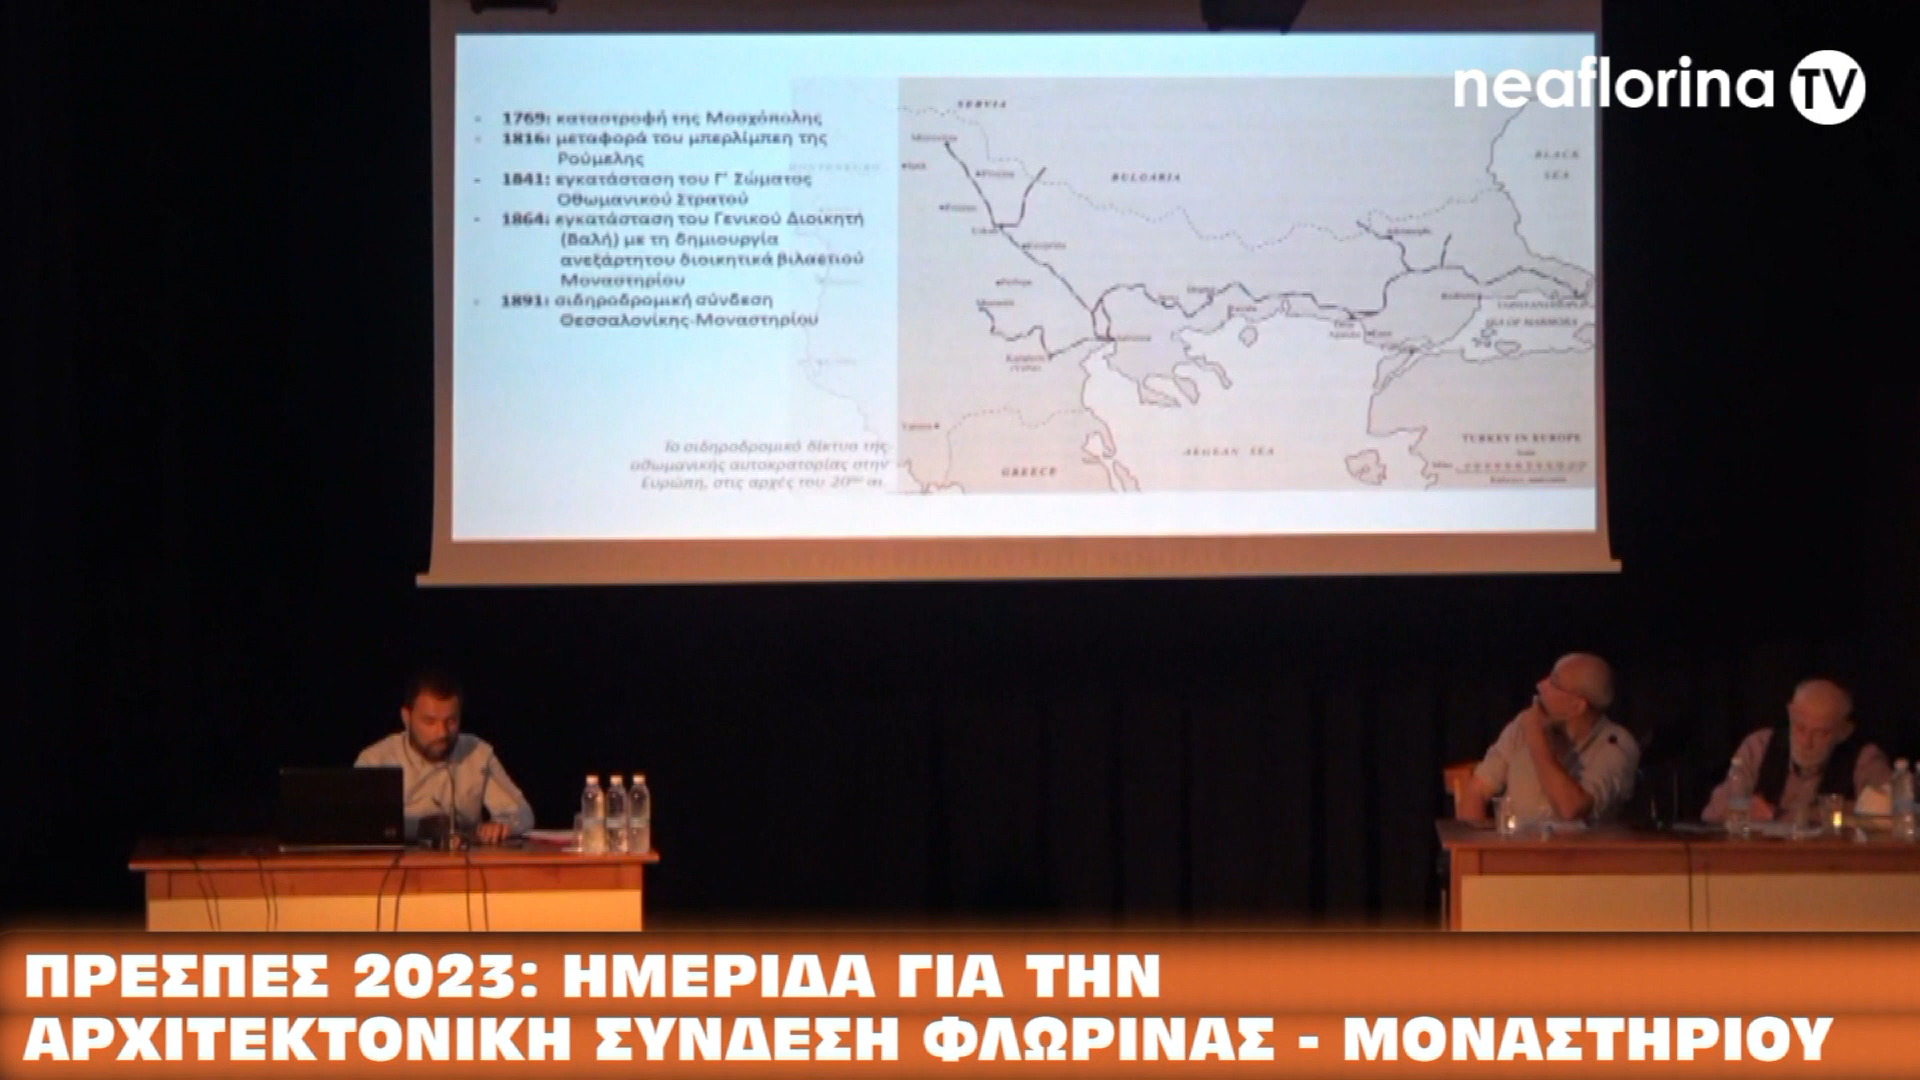 neaflorina TV
- 1769: καταστροφή της Μοσχόπολης
- 1816: μεταφορά του μπερλίμπεη της
Ρούμελης
- 1841: εγκατάσταση του Γ' Σώματος
Οθωμανικού Στρατού
- 1864: εγκατάσταση του Γενικού Διοικητή
(Βαλή) με τη δημιουργία
ανεξάρτητου διοικητικά βιλαετιού
Μοναστηρίου
- 1891: σιδηροδρομική σύνδεση
Θεσσαλονίκης-Μοναστηρίου
SERVIA
BULGARIA
BLACK
SEA
SEA OF MARMORA
TURKEY IN EUROPE
AEGEAN SEA
GREECE
Το σιδηροδρομικό δίκτυο της
οθωμανικής αυτοκρατορίας στην
Ευρώπη, στις αρχές του 20ου αι.
ΠΡΕΣΠΕΣ 2023: ΗΜΕΡΙΔΑ ΓΙΑ ΤΗΝ
ΑΡΧΙΤΕΚΤΟΝΙΚΗ ΣΥΝΔΕΣΗ ΦΛΩΡΙΝΑΣ - ΜΟΝΑΣΤΗΡΙΟΥ